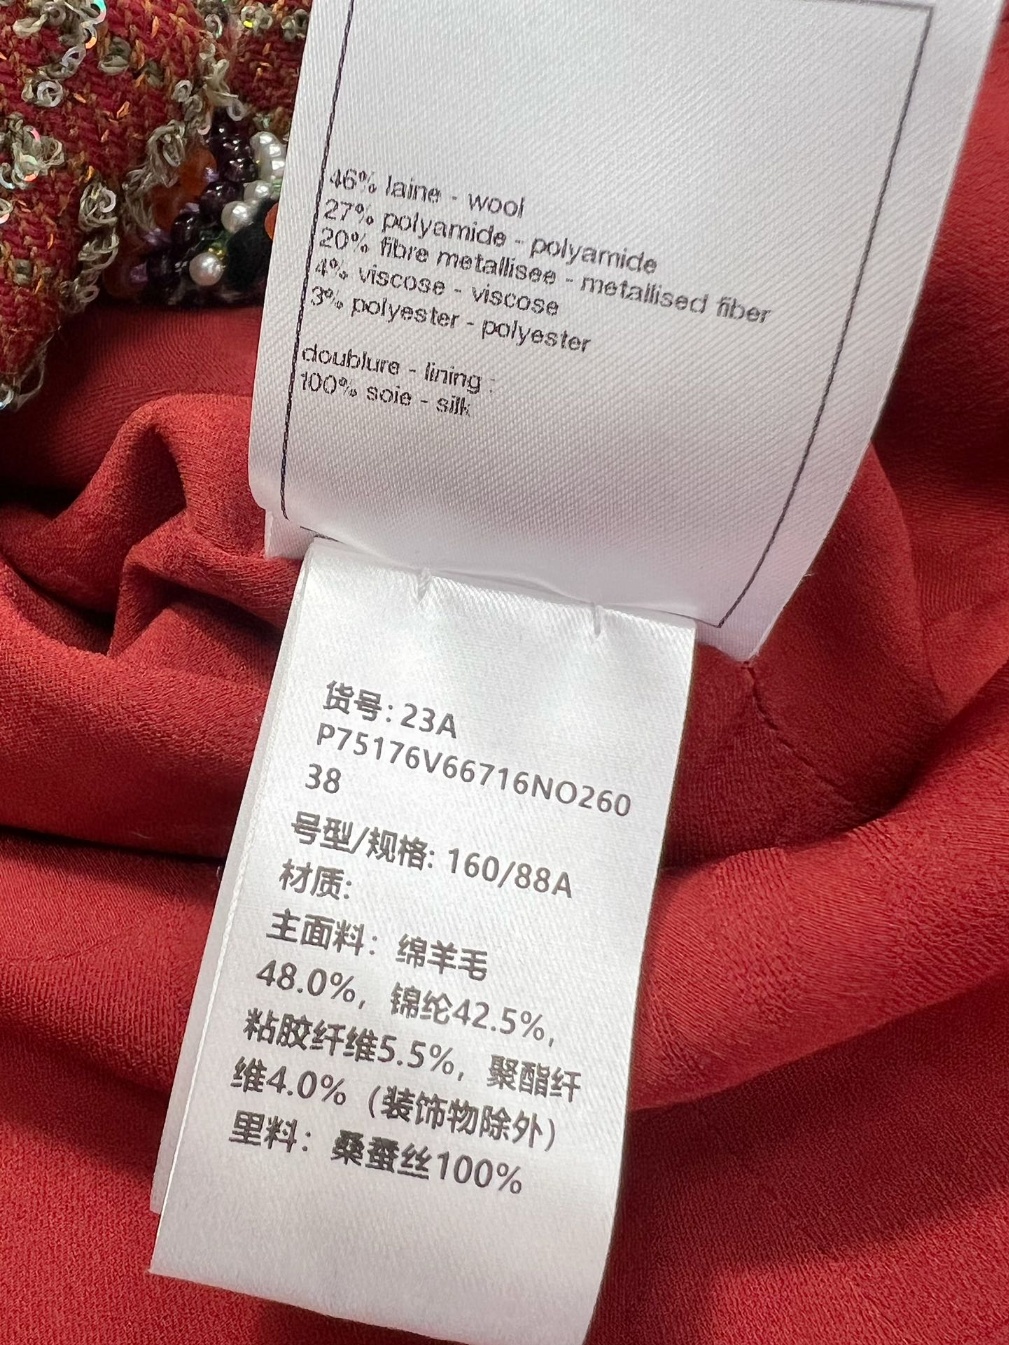 46% laine - wool
27% polyamide - polyamide
20% fibre metallisee - metallised fiber
4% viscose - viscose
3% polyester - polyester
doublure - lining :
100% soie - silk
货号: 23A
P75176V66716NO260
38
号型/规格: 160/88A
材质:
主面料：绵羊毛
48.0%，锦纶42.5%，
粘胶纤维5.5%，聚酯纤
维4.0%（装饰物除外）
里料：桑蚕丝100%